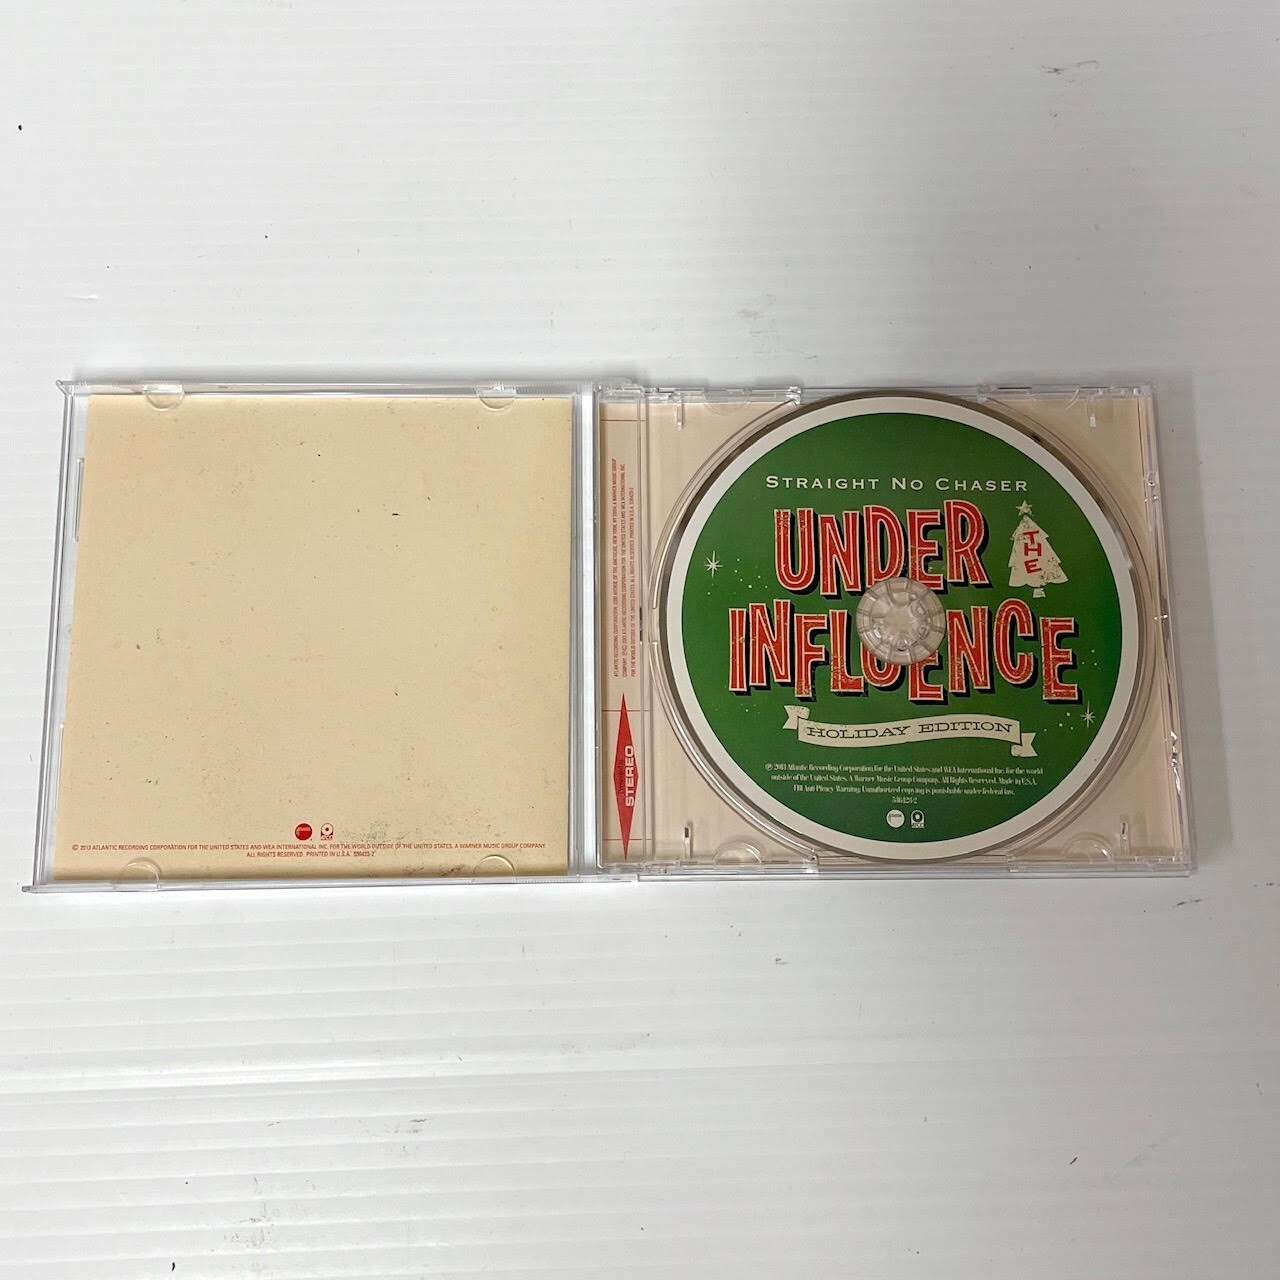 © 2013 ATLANTIC RECORDING CORPORATION FOR THE UNITED STATES AND WEA INTERNATIONAL INC. FOR THE WORLD OUTSIDE OF THE UNITED STATES. A WARNER MUSIC GROUP COMPANY.
ALL RIGHTS RESERVED. PRINTED IN U.S.A. 536423-2
STEREO
STRAIGHT NO CHASER
UNDER
THE
INFLUENCE
HOLIDAY EDITION
℗ 2013 Atlantic Recording Corporation for the United States and WEA International Inc. for the world
outside of the United States. A Warner Music Group Company. All Rights Reserved. Made in U.S.A.
FBI Anti-Piracy Warning: Unauthorized copying is punishable under federal law.
536423-2